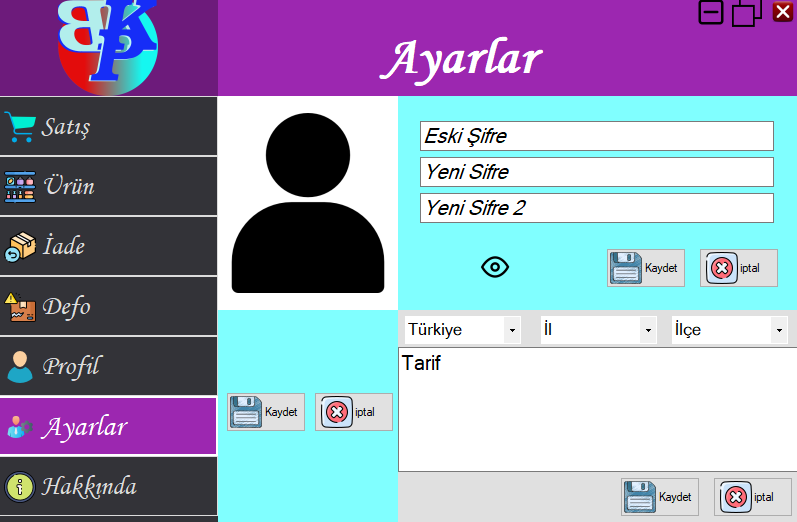 BKP
Ayarlar
Satış
Ürün
İade
Defo
Profil
Ayarlar
Hakkında
Eski Şifre
Yeni Sifre
Yeni Sifre 2
Kaydet
iptal
Kaydet
iptal
Türkiye
İl
İlçe
Tarif
Kaydet
iptal